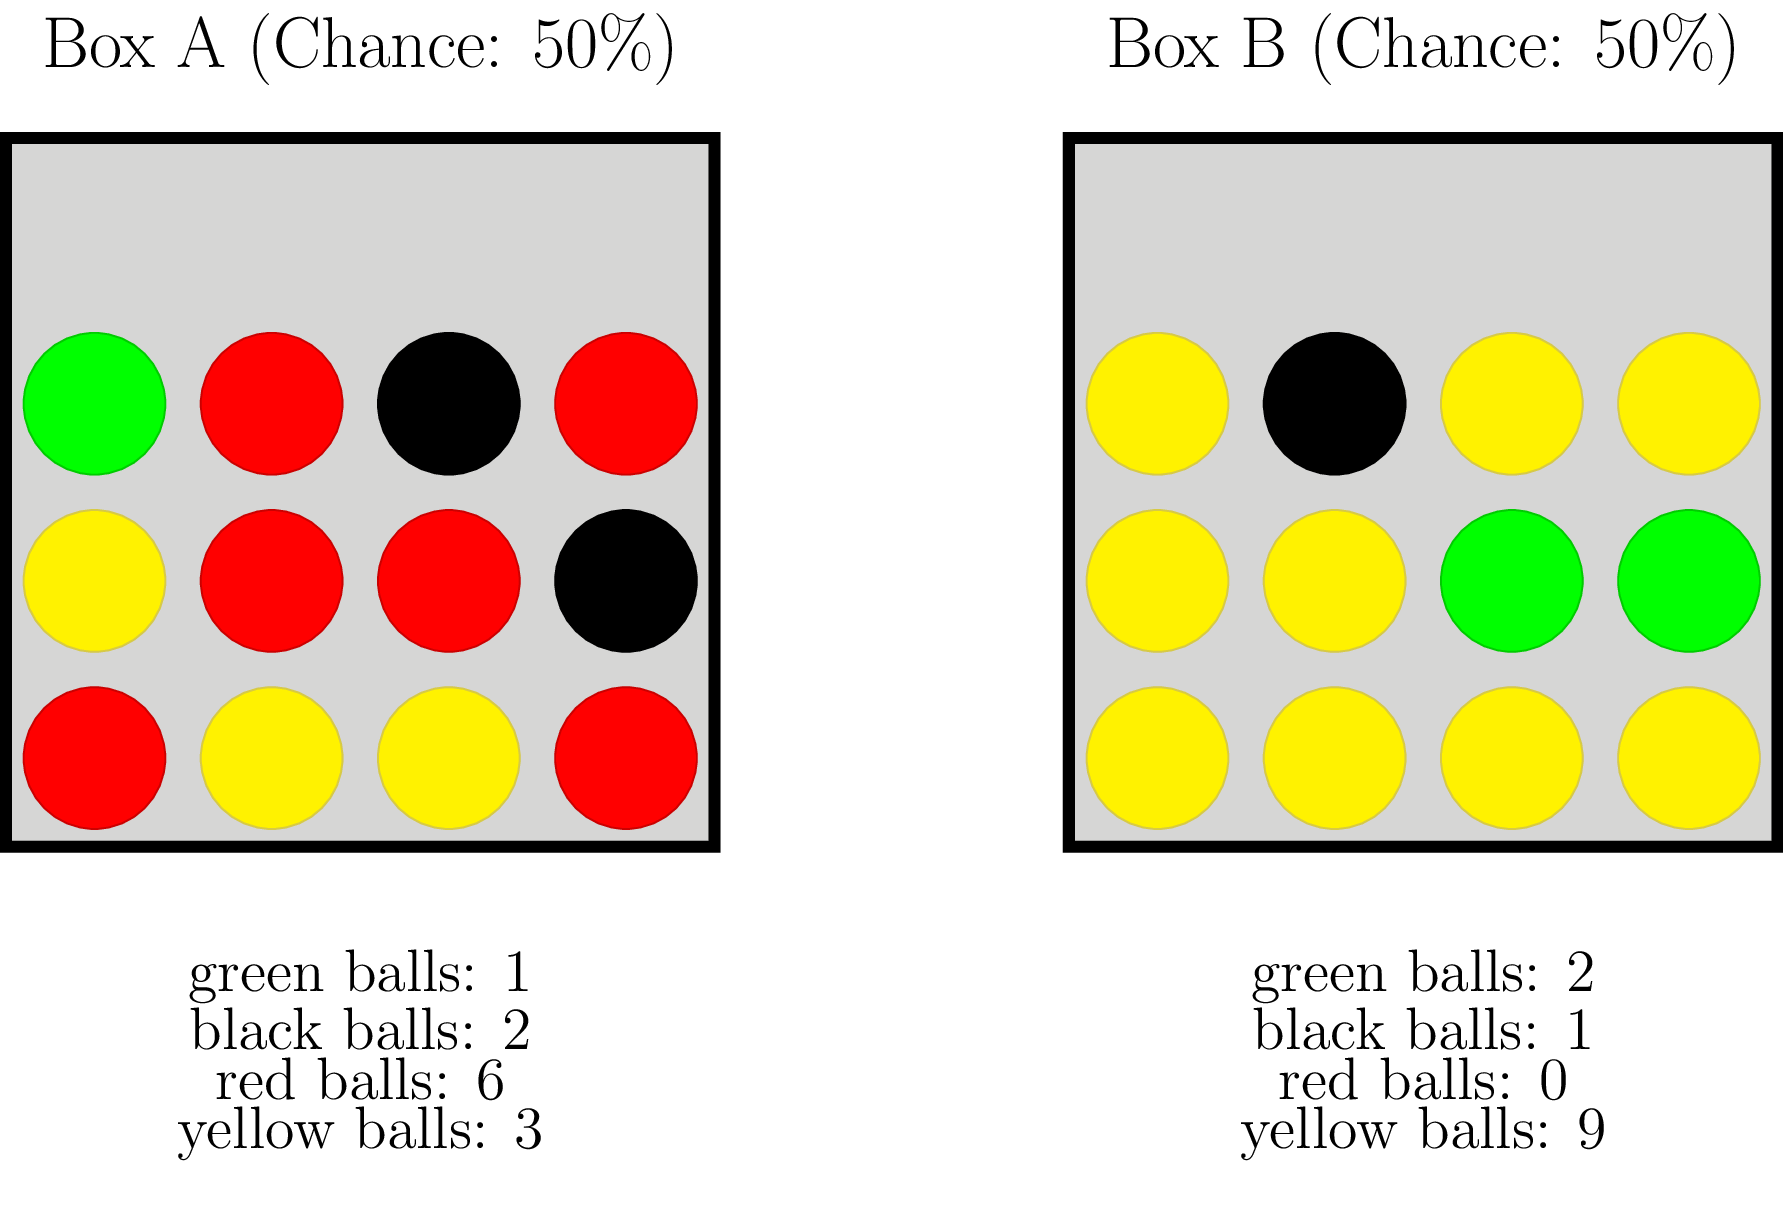 Box A (Chance: 50%)
Box B (Chance: 50%)
green balls: 1
black balls: 2
red balls: 6
yellow balls: 3
green balls: 2
black balls: 1
red balls: 0
yellow balls: 9